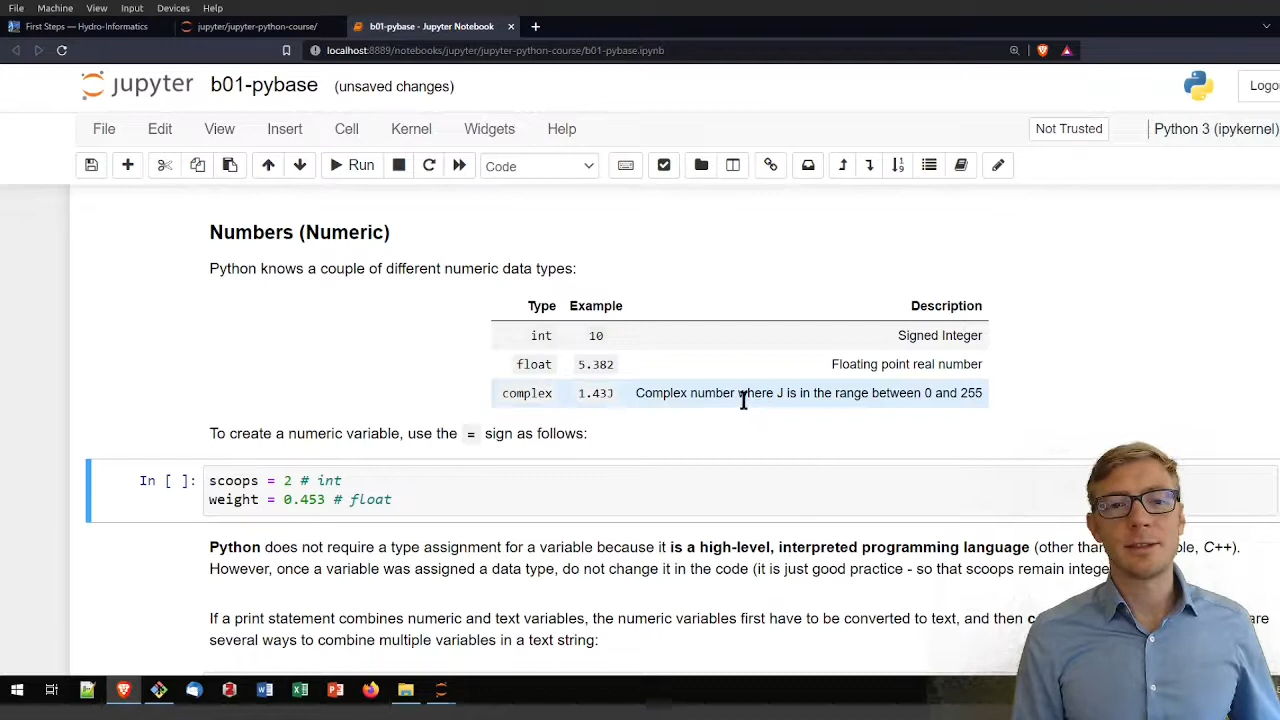 File Machine View Input Devices Help
First Steps — Hydro-Informatics jupyter/jupyter-python-course/ b01-pybase - Jupyter Notebook
localhost:8889/notebooks/jupyter/jupyter-python-course/b01-pybase.ipynb
jupyter b01-pybase (unsaved changes) Logo
File Edit View Insert Cell Kernel Widgets Help Not Trusted Python 3 (ipykernel)
Run Code
Numbers (Numeric)
Python knows a couple of different numeric data types:
Type Example Description
int 10 Signed Integer
float 5.382 Floating point real number
complex 1.43J Complex number where J is in the range between 0 and 255
To create a numeric variable, use the = sign as follows:
In [ ]: scoops = 2 # int
weight = 0.453 # float
Python does not require a type assignment for a variable because it is a high-level, interpreted programming language (other than ple, C++).
However, once a variable was assigned a data type, do not change it in the code (it is just good practice - so that scoops remain intege
If a print statement combines numeric and text variables, the numeric variables first have to be converted to text, and then c are
several ways to combine multiple variables in a text string: